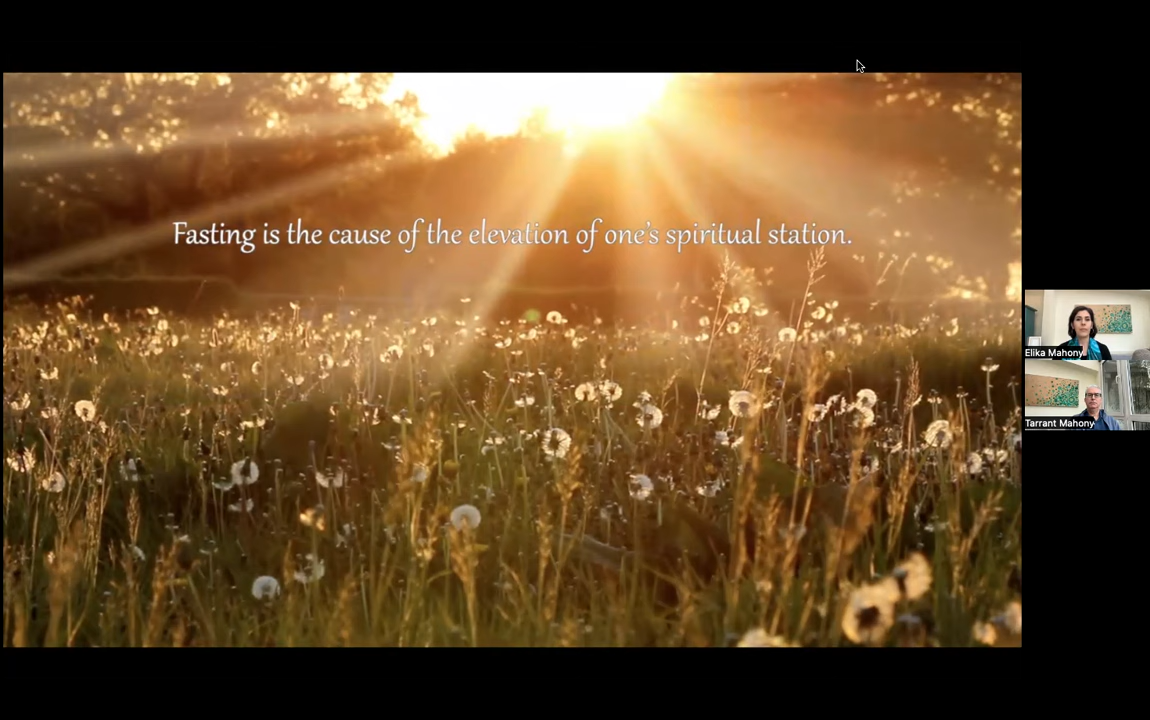 Fasting is the cause of the elevation of one's spiritual station.
Elika Mahony
Tarrant Mahony